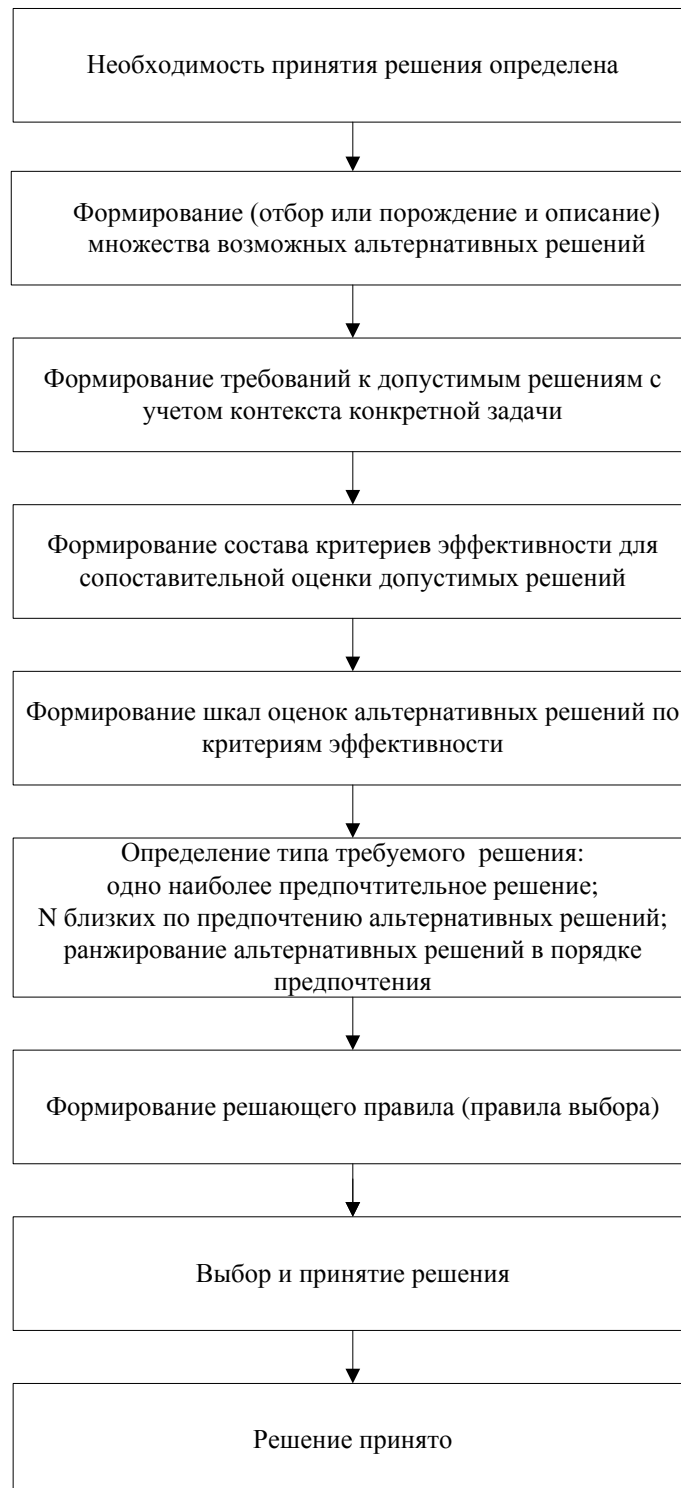 Необходимость принятия решения определена
Формирование (отбор или порождение и описание)
множества возможных альтернативных решений
Формирование требований к допустимым решениям с
учетом контекста конкретной задачи
Формирование состава критериев эффективности для
сопоставительной оценки допустимых решений
Формирование шкал оценок альтернативных решений по
критериям эффективности
Определение типа требуемого  решения:
одно наиболее предпочтительное решение;
N близких по предпочтению альтернативных решений;
ранжирование альтернативных решений в порядке
предпочтения
Формирование решающего правила (правила выбора)
Выбор и принятие решения
Решение принято